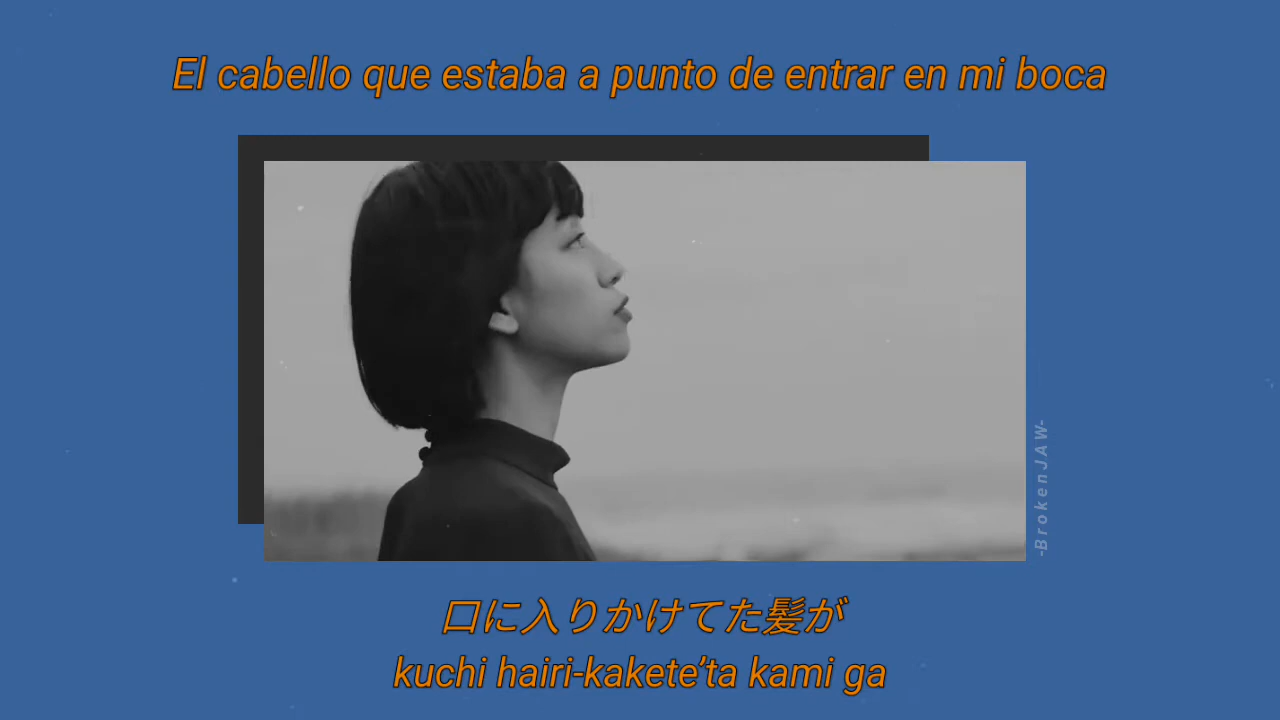 El cabello que estaba a punto de entrar en mi boca
-BrokenJAW-
口に入りかけてた髪が
kuchi hairi-kakete’ta kami ga